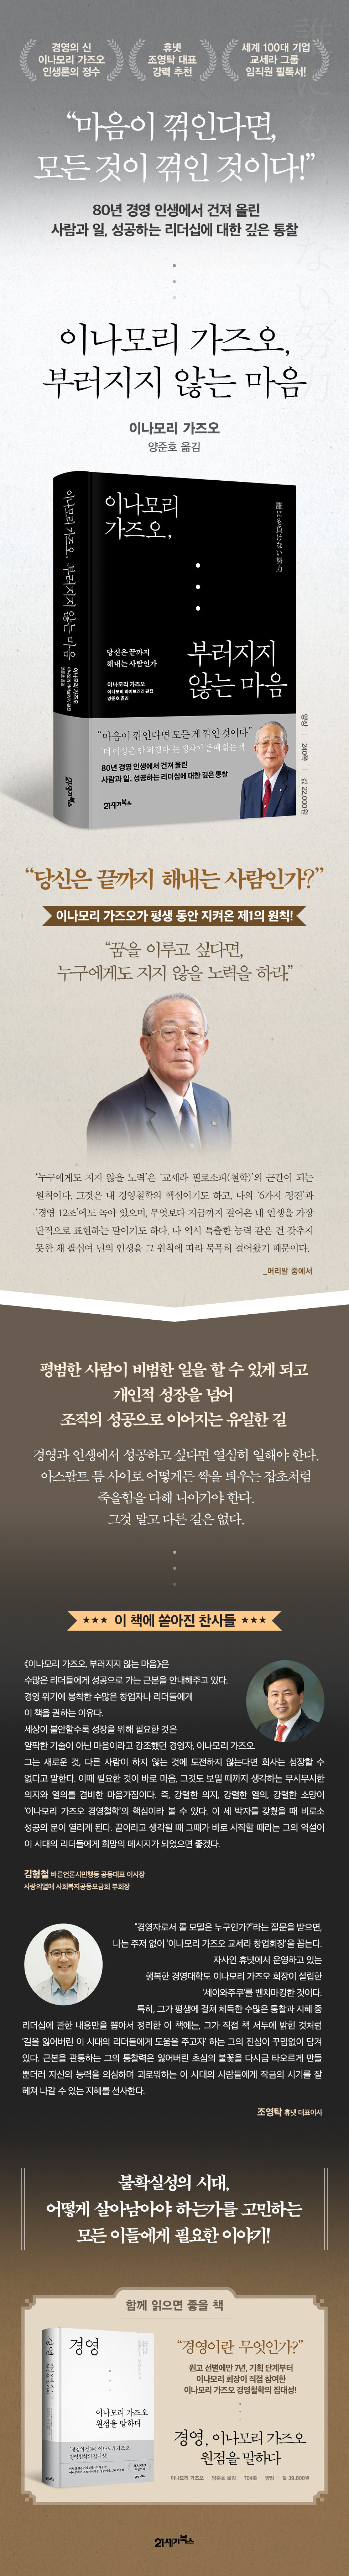 경영의 신
이나모리 가즈오
인생론의 정수
휴넷
조영탁 대표
강력 추천
세계 100대 기업
교세라 그룹
임직원 필독서!
“마음이 꺾인다면,
모든 것이 꺾인 것이다!”
80년 경영 인생에서 건져 올린
사람과 일, 성공하는 리더십에 대한 깊은 통찰
이나모리 가즈오,
부러지지 않는 마음
이나모리 가즈오
양준호 옮김
이나모리 가즈오, 부러지지 않는 마음
이나모리 가즈오
이나모리 라이브러리 편집
양준호 옮김
21세기북스
이나모리
가즈오,
誰にも負けない努力
당신은 끝까지
해내는 사람인가
이나모리 가즈오
이나모리 라이브러리 편집
양준호 옮김
부러지지
않는 마음
“마음이 꺾인다면 모든 게 꺾인 것이다”
‘더 이상은 안 되겠다’는 생각이 들 때 읽는 책
80년 경영 인생에서 건져 올린
사람과 일, 성공하는 리더십에 대한 깊은 통찰
21세기북스
양장 | 240쪽 | 값 22,000원
“당신은 끝까지 해내는 사람인가?”
이나모리 가즈오가 평생 동안 지켜온 제1의 원칙!
“꿈을 이루고 싶다면,
누구에게도 지지 않을 노력을 하라.”
‘누구에게도 지지 않을 노력’은 ‘교세라 필로소피(철학)’의 근간이 되는
원칙이다. 그것은 내 경영철학의 핵심이기도 하고, 나의 ‘6가지 정진’과
‘경영 12조’에도 녹아 있으며, 무엇보다 지금까지 걸어온 내 인생을 가장
단적으로 표현하는 말이기도 하다. 나 역시 특출한 능력 같은 건 갖추지
못한 채 팔십여 년의 인생을 그 원칙에 따라 묵묵히 걸어왔기 때문이다.
_머리말 중에서
평범한 사람이 비범한 일을 할 수 있게 되고
개인적 성장을 넘어
조직의 성공으로 이어지는 유일한 길
경영과 인생에서 성공하고 싶다면 열심히 일해야 한다.
아스팔트 틈 사이로 어떻게든 싹을 틔우는 잡초처럼
죽을힘을 다해 나아가야 한다.
그것 말고 다른 길은 없다.
★★★ 이 책에 쏟아진 찬사들 ★★★
《이나모리 가즈오, 부러지지 않는 마음》은
수많은 리더들에게 성공으로 가는 근본을 안내해주고 있다.
경영 위기에 봉착한 수많은 창업자나 리더들에게
이 책을 권하는 이유다.
세상이 불안할수록 성장을 위해 필요한 것은
얄팍한 기술이 아닌 마음이라고 강조했던 경영자, 이나모리 가즈오.
그는 새로운 것, 다른 사람이 하지 않는 것에 도전하지 않는다면 회사는 성장할 수
없다고 말한다. 이때 필요한 것이 바로 마음, 그것도 보일 때까지 생각하는 무시무시한
의지와 열의를 겸비한 마음가짐이다. 즉, 강렬한 의지, 강렬한 열의, 강렬한 소망이
‘이나모리 가즈오 경영철학’의 핵심이라 볼 수 있다. 이 세 박자를 갖췄을 때 비로소
성공의 문이 열리게 된다. 끝이라고 생각될 때 그때가 바로 시작할 때라는 그의 역설이
이 시대의 리더들에게 희망의 메시지가 되었으면 좋겠다.
김형철 바른언론시민행동 공동대표 이사장
사랑의열매 사회복지공동모금회 부회장
“경영자로서 롤 모델은 누구인가?”라는 질문을 받으면,
나는 주저 없이 ‘이나모리 가즈오 교세라 창업회장’을 꼽는다.
자사인 휴넷에서 운영하고 있는
행복한 경영대학도 이나모리 가즈오 회장이 설립한
‘세이와주쿠’를 벤치마킹한 것이다.
특히, 그가 평생에 걸쳐 체득한 수많은 통찰과 지혜 중
리더십에 관한 내용만을 뽑아서 정리한 이 책에는, 그가 직접 책 서두에 밝힌 것처럼
‘길을 잃어버린 이 시대의 리더들에게 도움을 주고자’ 하는 그의 진심이 꾸밈없이 담겨
있다. 근본을 관통하는 그의 통찰력은 잃어버린 초심의 불꽃을 다시금 타오르게 만들
뿐더러 자신의 능력을 의심하며 괴로워하는 이 시대의 사람들에게 작금의 시기를 잘
헤쳐 나갈 수 있는 지혜를 선사한다.
조영탁 휴넷 대표이사
불확실성의 시대,
어떻게 살아남아야 하는가를 고민하는
모든 이들에게 필요한 이야기!
함께 읽으면 좋을 책
경영
이나모리 가즈오
원점을 말하다
“경영이란 무엇인가?”
원고 선별에만 7년, 기획 단계부터
이나모리 회장이 직접 참여한
이나모리 가즈오 경영철학의 집대성!
경영, 이나모리 가즈오
원점을 말하다
이나모리 가즈오 | 양준호 옮김 | 704쪽 | 양장 | 값 39,800원
21세기북스